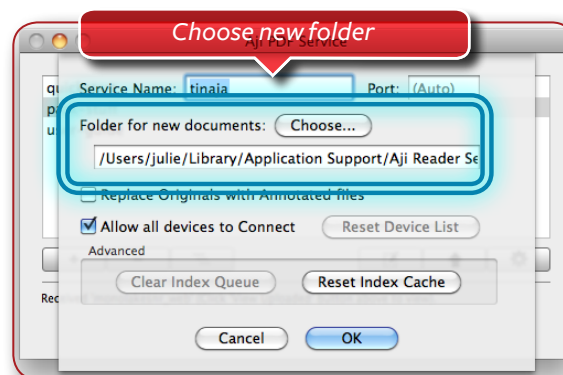 Choose new folder
Aji PDF Service
Service Name: tinaja Port: (Auto)
Folder for new documents: Choose...
/Users/julie/Library/Application Support/Aji Reader Se
Replace Originals with Annotated files
Allow all devices to Connect Reset Device List
Advanced
Clear Index Queue Reset Index Cache
Cancel OK